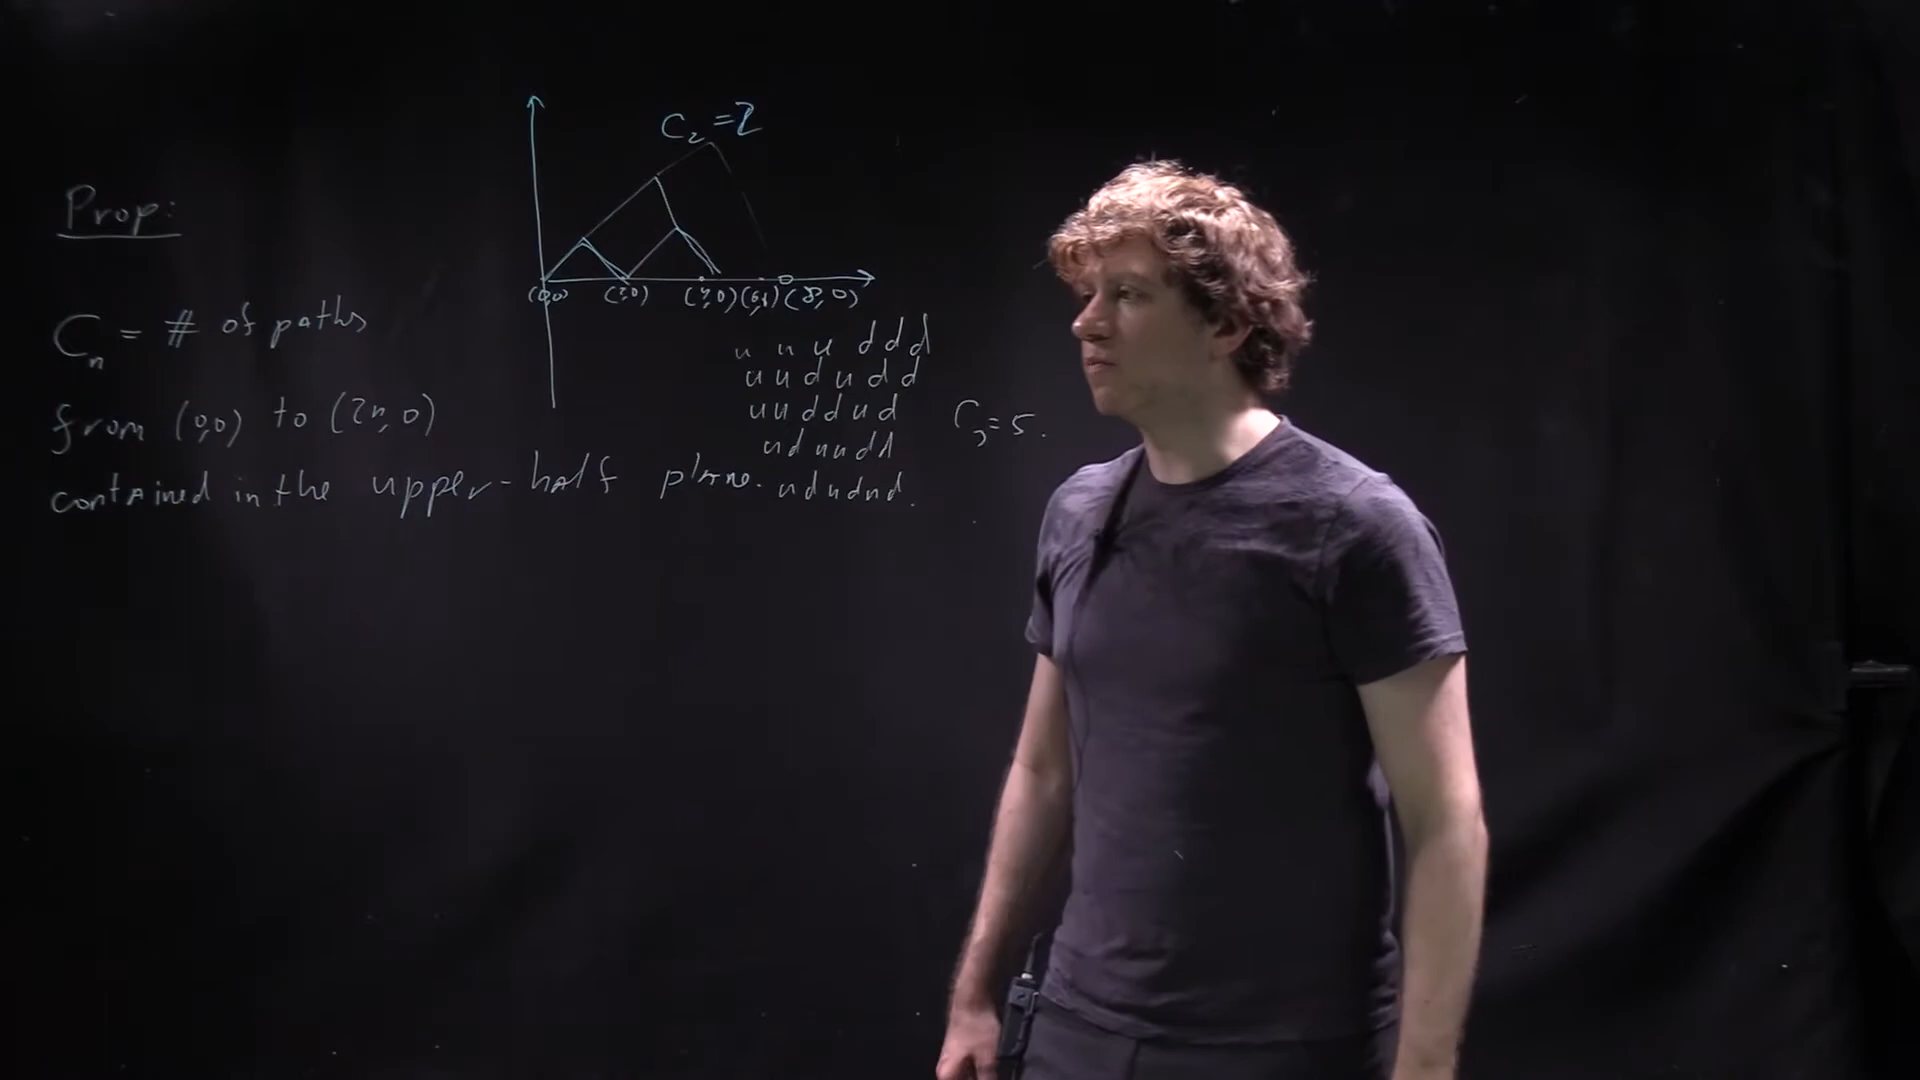 C₂ = 2
Prop:
(0,0) (2,0) (4,0) (6,0) (8,0)
Cₙ = # of paths
from (0,0) to (2n, 0)
contained in the upper-half plane.
u u u d d d
u u d u d d
u u d d u d
u d u u d d
u d u d u d.
C₃ = 5.